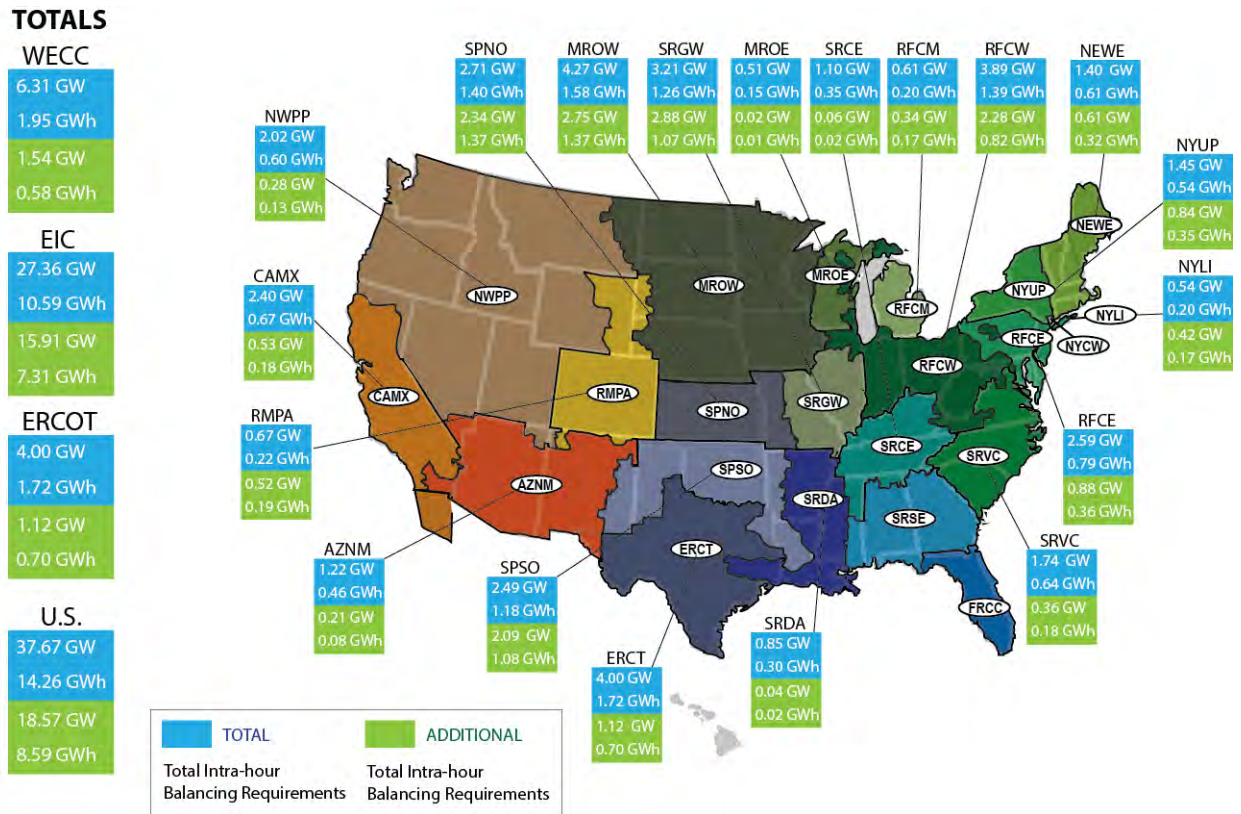 TOTALS
WECC
6.31 GW
1.95 GWh
1.54 GW
0.58 GWh
EIC
27.36 GW
10.59 GWh
15.91 GW
7.31 GWh
ERCOT
4.00 GW
1.72 GWh
1.12 GW
0.70 GWh
U.S.
37.67 GW
14.26 GWh
18.57 GW
8.59 GWh
SPNO
2.71 GW
1.40 GWh
2.34 GW
1.37 GWh
MROW
4.27 GW
1.58 GWh
2.75 GW
1.37 GWh
SRGW
3.21 GW
1.26 GWh
2.88 GW
1.07 GWh
MROE
0.51 GW
0.15 GWh
0.02 GW
0.01 GWh
SRCE
1.10 GW
0.35 GWh
0.06 GW
0.02 GWh
RFCM
0.61 GW
0.20 GWh
0.34 GW
0.17 GWh
RFCW
3.89 GW
1.39 GWh
2.28 GW
0.82 GWh
NEWE
1.40 GW
0.61 GWh
0.61 GW
0.32 GWh
NWPP
2.02 GW
0.60 GWh
0.28 GW
0.13 GWh
NYUP
1.45 GW
0.54 GWh
0.84 GW
0.35 GWh
CAMX
2.40 GW
0.67 GWh
0.53 GW
0.18 GWh
NYLI
0.54 GW
0.20 GWh
0.42 GW
0.17 GWh
RMPA
0.67 GW
0.22 GWh
0.52 GW
0.19 GWh
RFCE
2.59 GW
0.79 GWh
0.88 GW
0.36 GWh
AZNM
1.22 GW
0.46 GWh
0.21 GW
0.08 GWh
SPSO
2.49 GW
1.18 GWh
2.09 GW
1.08 GWh
ERCT
4.00 GW
1.72 GWh
1.12 GW
0.70 GWh
SRDA
0.85 GW
0.30 GWh
0.04 GW
0.02 GWh
SRVC
1.74 GW
0.64 GWh
0.36 GW
0.18 GWh
NEWE
MROE
NWPP
MROW
NYUP
RFCM
NYLI
RFCE
NYCW
RFCW
RMPA
CAMX
SRGW
SPNO
SRCE
SRVC
SPSO
AZNM
SRDA
SRSE
ERCT
FRCC
TOTAL
Total Intra-hour
Balancing Requirements
ADDITIONAL
Total Intra-hour
Balancing Requirements